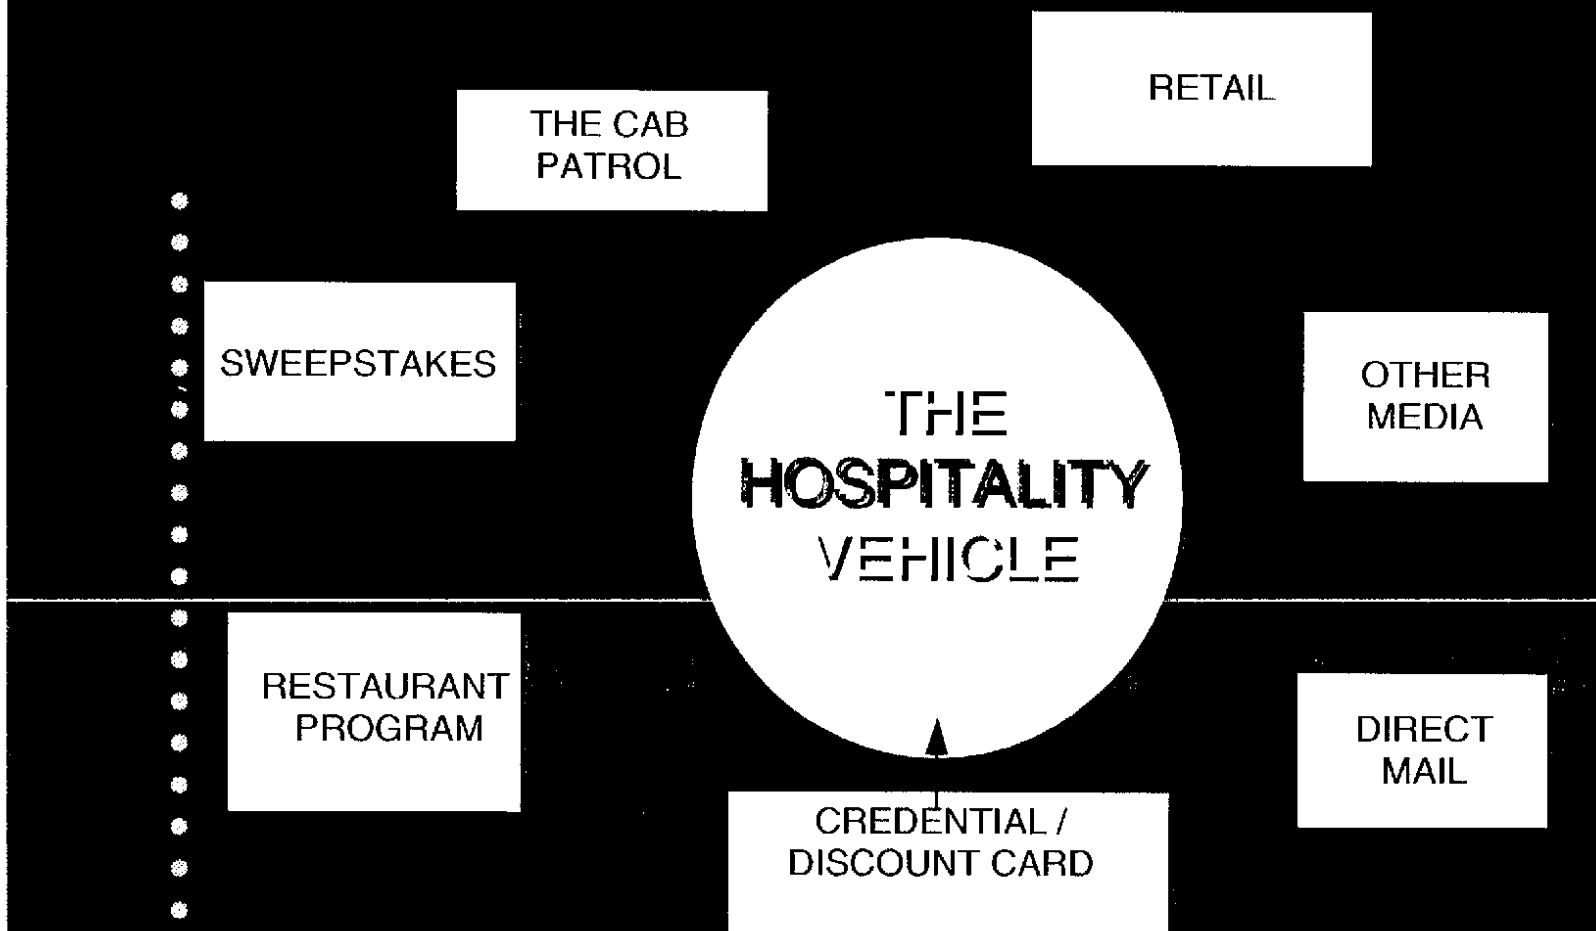 RETAIL
THE CAB
PATROL
SWEEPSTAKES
OTHER
MEDIA
THE
HOSPITALITY
VEHICLE
RESTAURANT
PROGRAM
DIRECT
MAIL
CREDENTIAL /
DISCOUNT CARD